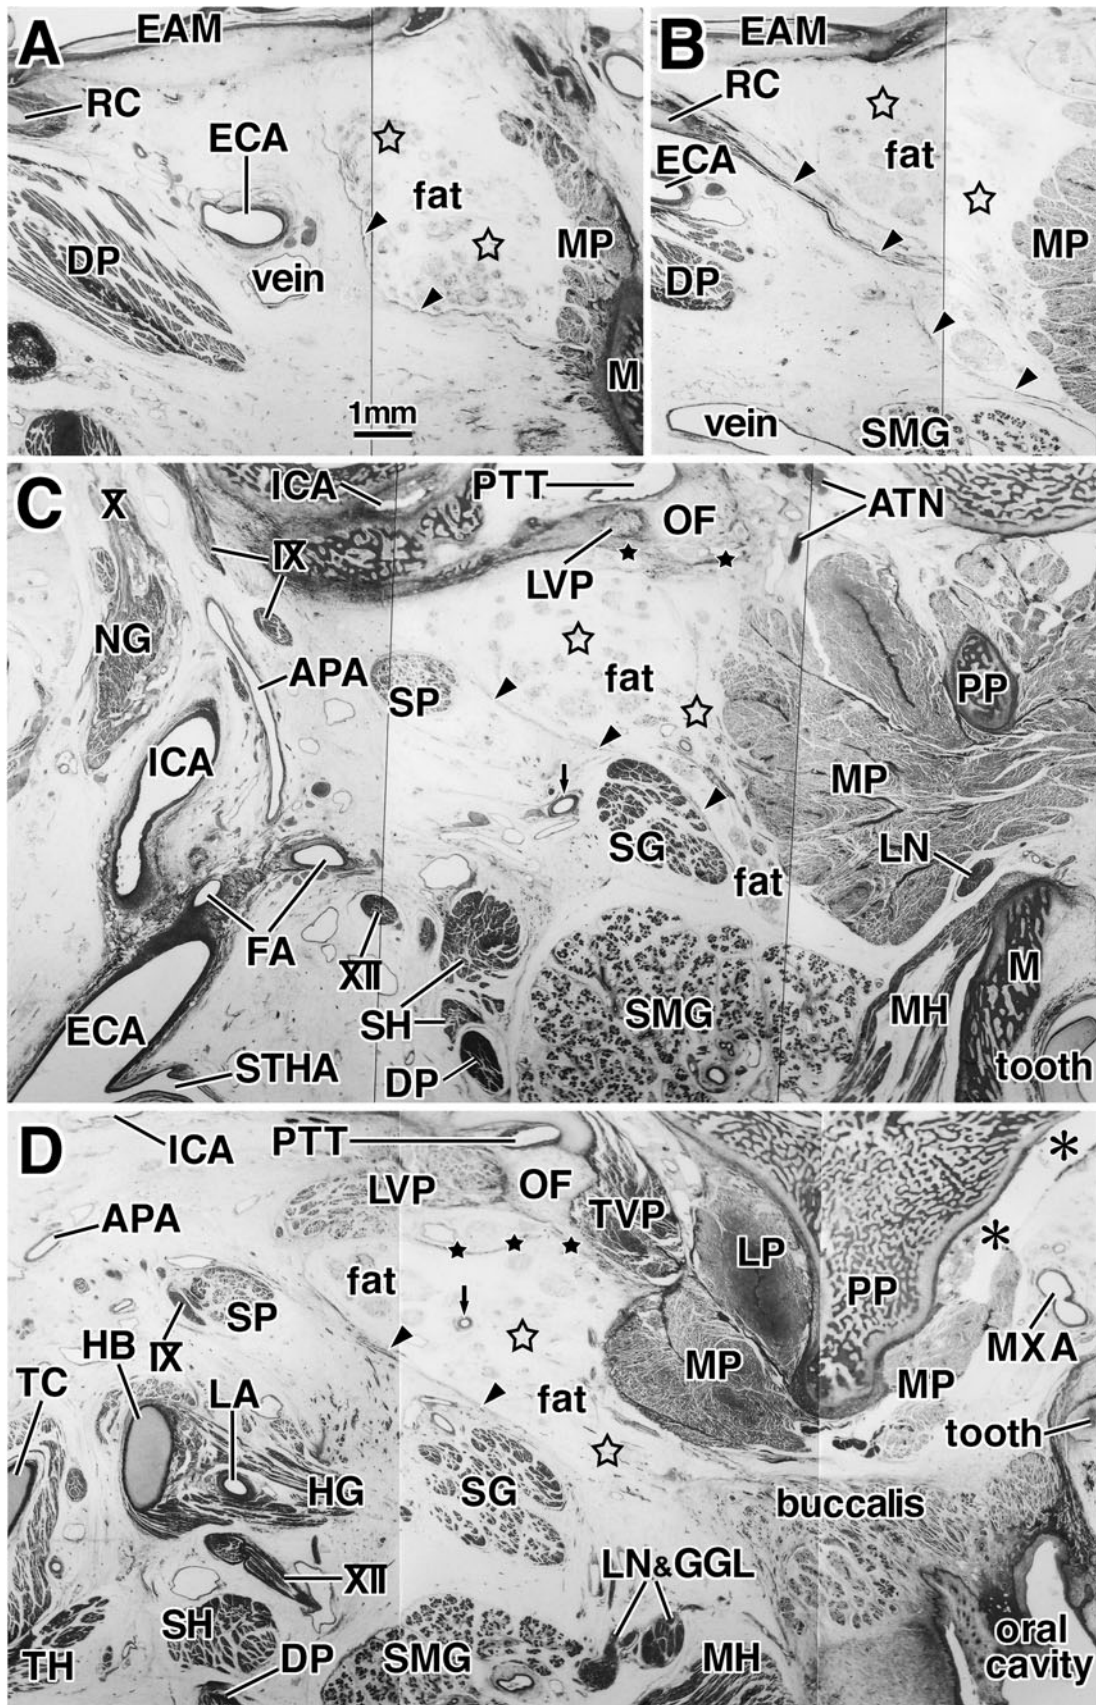 A
EAM
RC
ECA
fat
DP
vein
MP
M
1mm
B
EAM
RC
ECA
fat
DP
MP
vein
SMG
C
X
ICA
PTT
OF
ATN
IX
LVP
NG
APA
SP
fat
PP
ICA
MP
SG
LN
fat
FA
XII
M
SH
SMG
MH
ECA
STHA
DP
tooth
D
ICA
PTT
OF
LVP
TVP
APA
LP
fat
SP
PP
HB
IX
MP
MXA
TC
LA
fat
MP
tooth
HG
SG
buccalis
LN&GGL
XII
SH
oral
cavity
TH
DP
SMG
MH